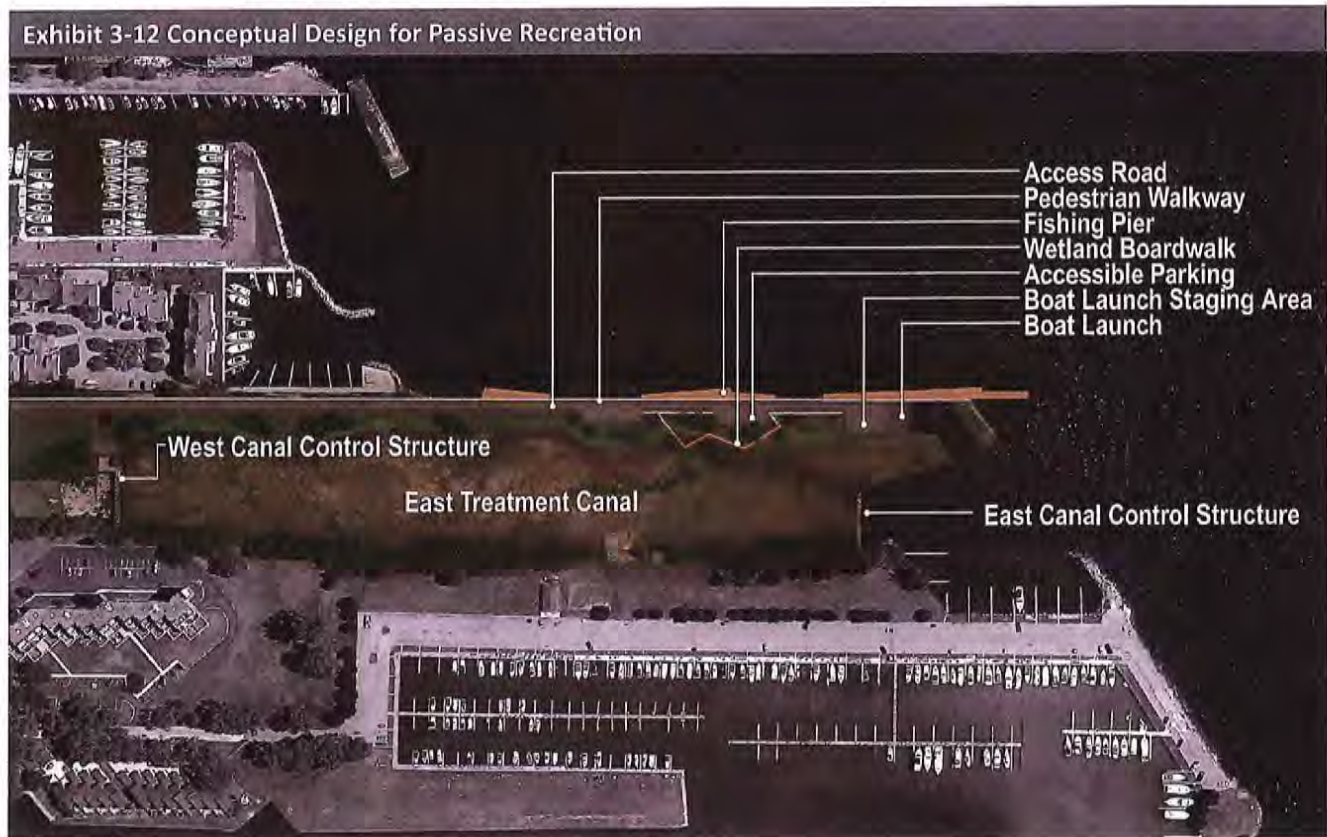 Exhibit 3-12 Conceptual Design for Passive Recreation
Access Road
Pedestrian Walkway
Fishing Pier
Wetland Boardwalk
Accessible Parking
Boat Launch Staging Area
Boat Launch
West Canal Control Structure
East Treatment Canal
East Canal Control Structure